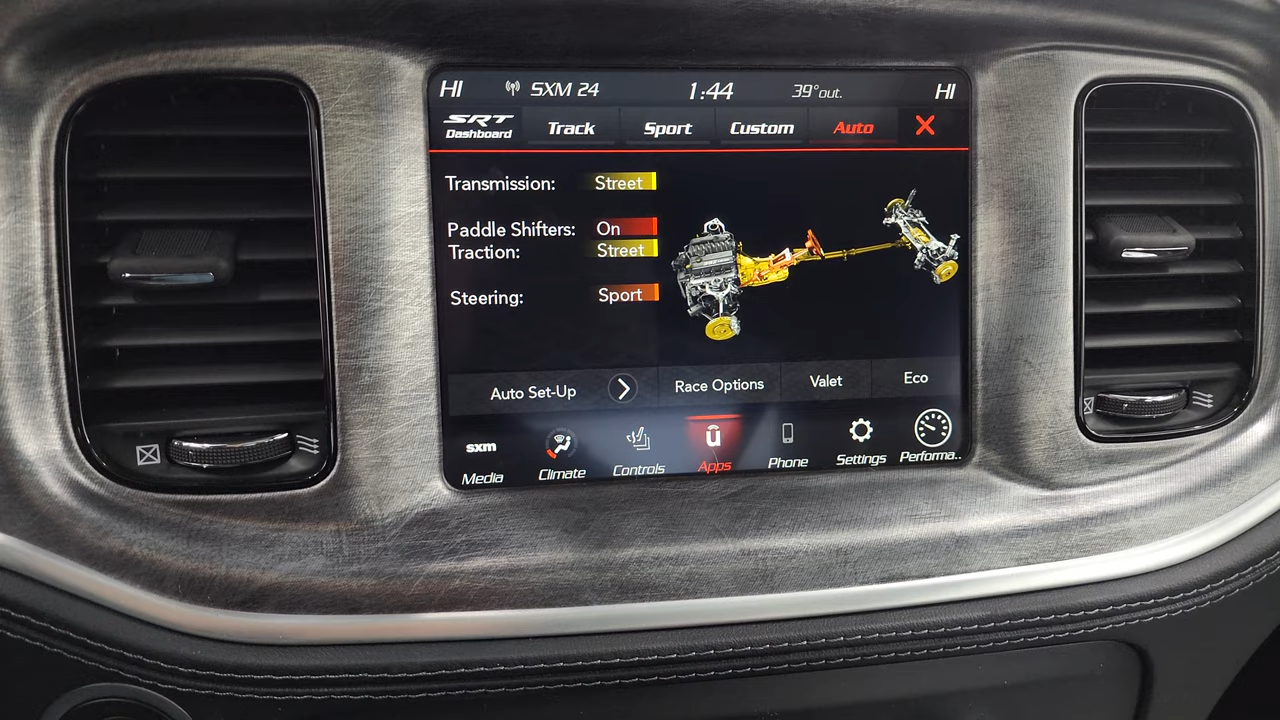 HI SXM 24 1:44 39°out. HI
SRT Dashboard Track Sport Custom Auto X
Transmission: Street
Paddle Shifters: On
Traction: Street
Steering: Sport
Auto Set-Up Race Options Valet Eco
sxm
Media Climate Controls Apps Phone Settings Performa..